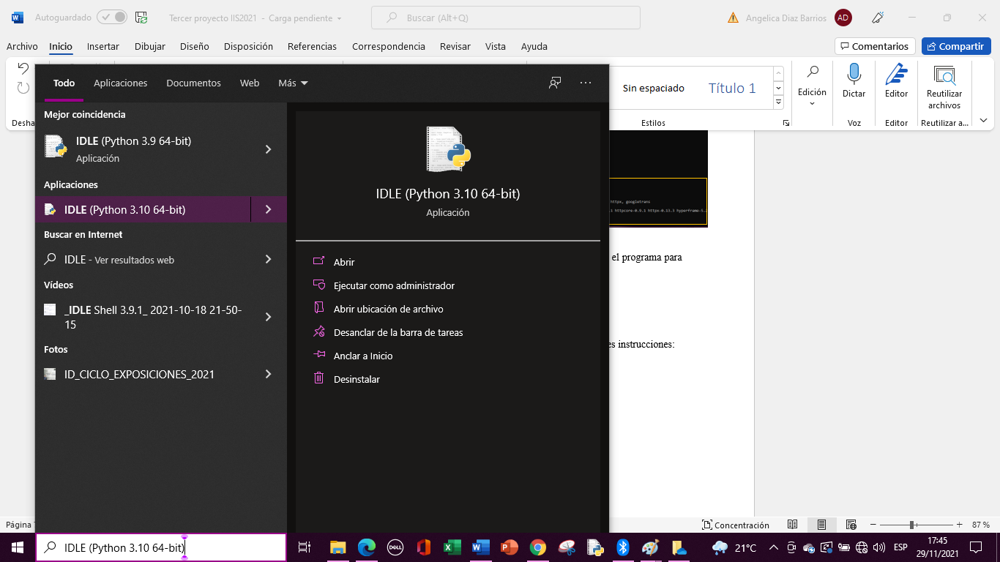 Autoguardado
Tercer proyecto IIS2021 - Carga pendiente
Buscar (Alt+Q)
Angelica Diaz Barrios
AD
Archivo Inicio Insertar Dibujar Diseño Disposición Referencias Correspondencia Revisar Vista Ayuda
Comentarios
Compartir
Todo Aplicaciones Documentos Web Más
Sin espaciado
Título 1
Edición
Dictar
Editor
Reutilizar
archivos
Desha
Estilos
Voz
Editor
Reutilizar a...
Mejor coincidencia
IDLE (Python 3.9 64-bit)
Aplicación
Aplicaciones
IDLE (Python 3.10 64-bit)
Buscar en Internet
IDLE - Ver resultados web
Vídeos
_IDLE Shell 3.9.1_ 2021-10-18 21-50-
15
Fotos
ID_CICLO_EXPOSICIONES_2021
IDLE (Python 3.10 64-bit)
Aplicación
Abrir
Ejecutar como administrador
Abrir ubicación de archivo
Desanclar de la barra de tareas
Anclar a Inicio
Desinstalar
https, googletrans
httpcore-0.9.1 httpx-0.13.3
el programa para
es instrucciones:
Página
Concentración
87 %
IDLE (Python 3.10 64-bit)
DELL
21°C
ESP
17:45
29/11/2021